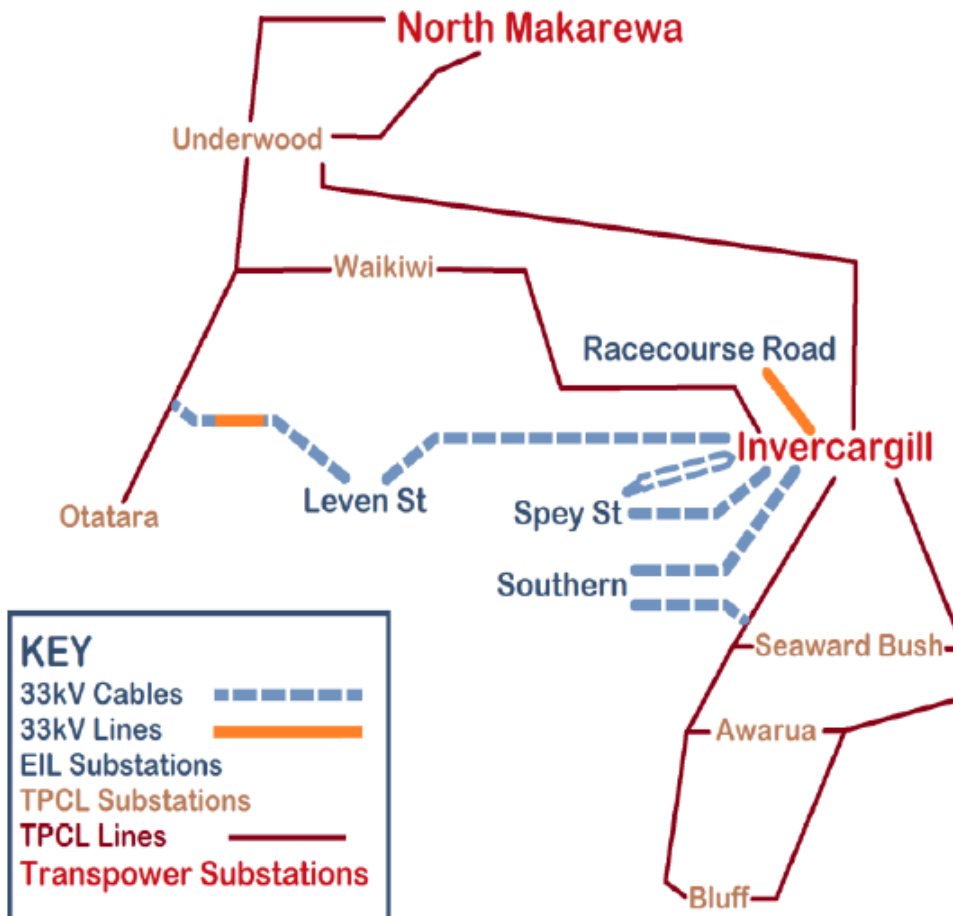 North Makarewa
Underwood
Waikiwi
Racecourse Road
Invercargill
Leven St
Spey St
Otatara
Southern
Seaward Bush
Awarua
Bluff
KEY
33kV Cables
33kV Lines
EIL Substations
TPCL Substations
TPCL Lines
Transpower Substations